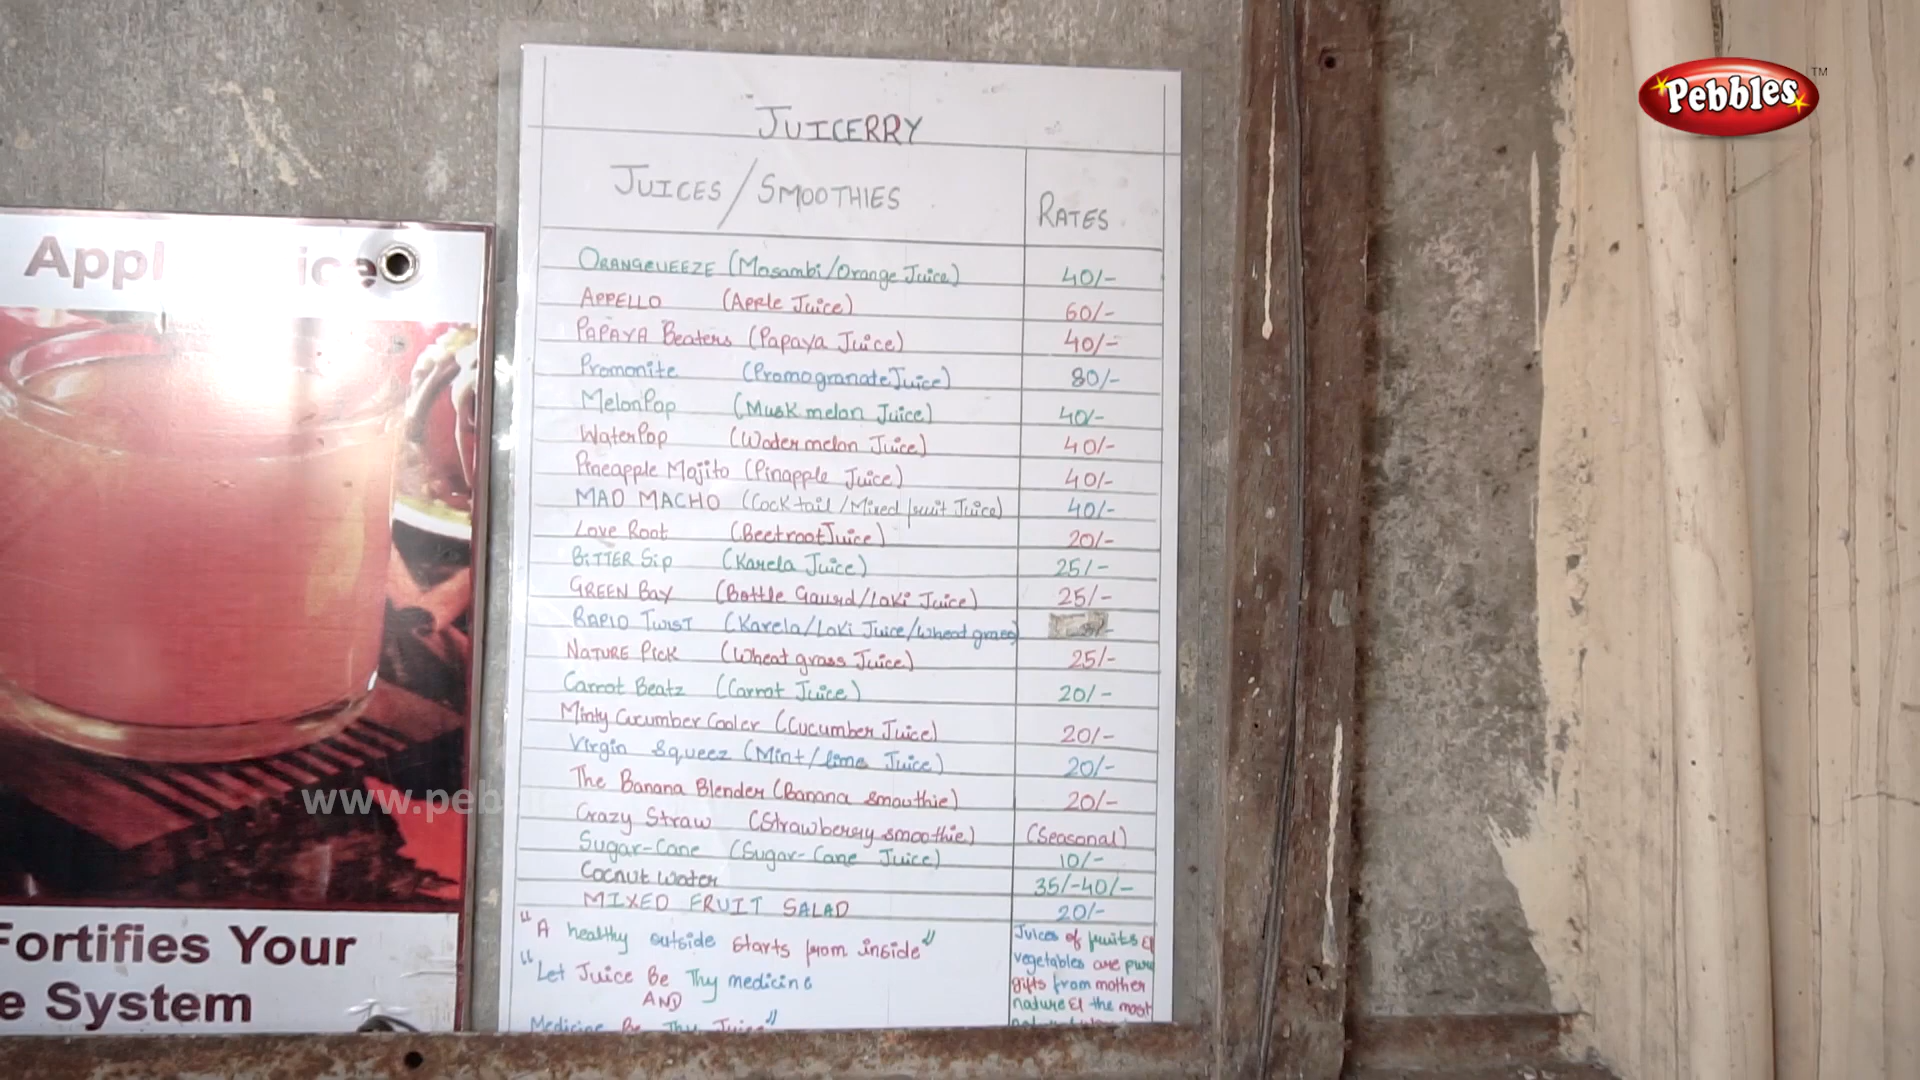 Pebbles TM
JUICERRY
JUICES/SMOOTHIES RATES
(Mosambi/Orange Juice) 40/-
APPELLO (Apple Juice) 60/-
PAPAYA Beaters (Papaya Juice) 40/-
Promonite (Promogranate Juice) 80/-
MelonPop (Musk melon Juice) 40/-
WaterPop (Wader melon Juice) 40/-
Pineapple Mojito (Pinapple Juice) 40/-
MAD MACHO (Cocktail/Mixed fruit Juice) 40/-
Love Root (Beetroot Juice) 20/-
BITTER Sip (Karela Juice) 25/-
GREEN BAY (Bottle Gaurd/Loki Juice) 25/-
RAPID TWIST (Karela/Loki Juice/Wheat grass)
NATURE PICK (Wheat grass Juice) 25/-
Carrot Beatz (Carrot Juice) 20/-
Minty Cucumber Cooler (Cucumber Juice) 20/-
Virgin Squeez (Mint/lime Juice) 20/-
The Banana Blender (Banana smoothie) 20/-
Crazy Straw (Strawberry smoothie) (Seasonal)
Sugar-Cane (Sugar-Cane Juice) 10/-
Cocnut water 35/-40/-
MIXED FRUIT SALAD 20/-
"A healthy outside starts from inside"
"Let Juice Be Thy medicine
AND
Medicine Be Thy Juice"
Juices of fruits &
vegetables are pure
gifts from mother
nature & the most
Fortifies Your
e System
www.peb